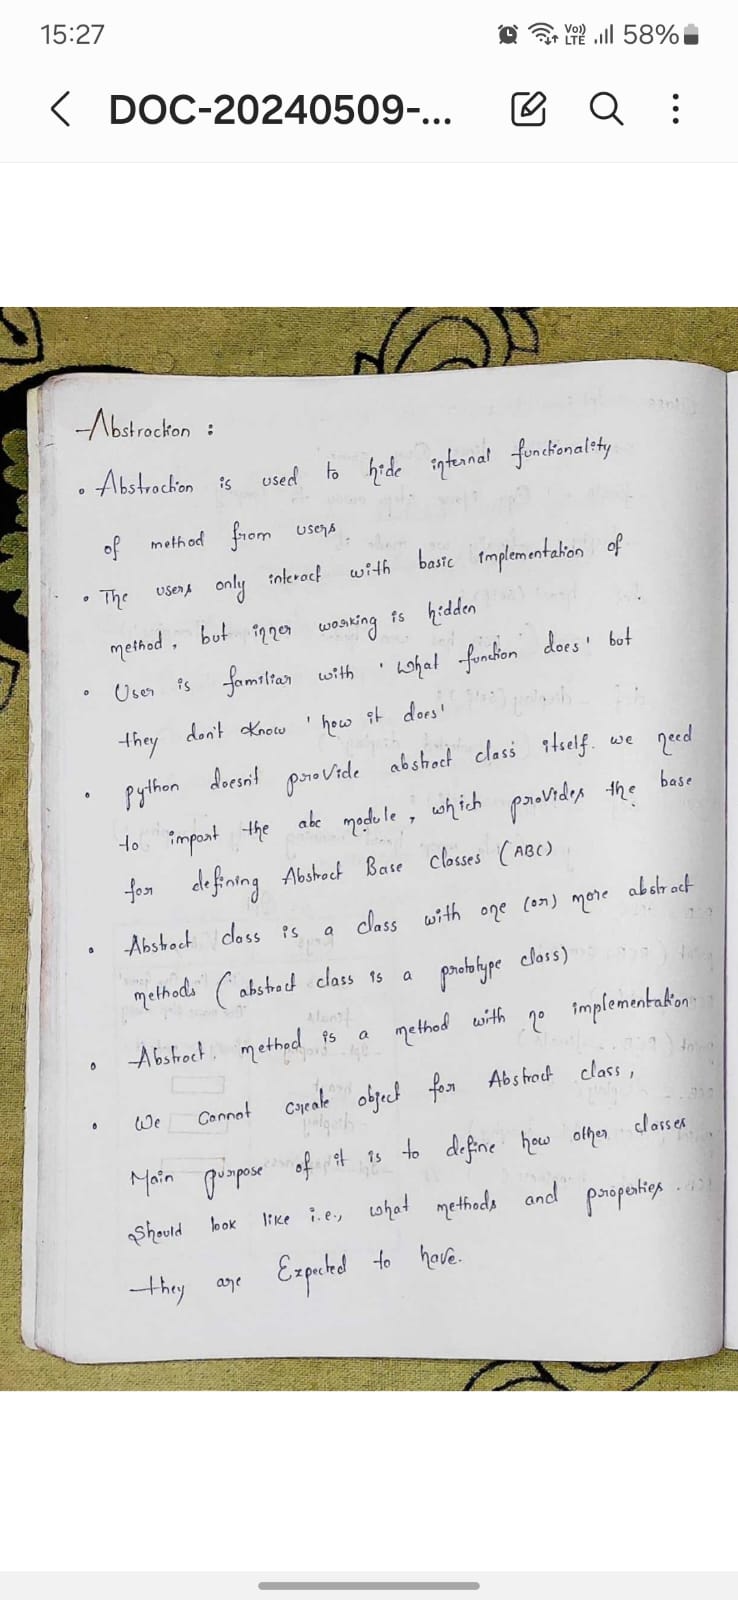 15:27
Vo)) LTE 58%
DOC-20240509-...
Abstraction :
• Abstraction is used to hide internal functionality
of method from users.
• The users only interact with basic implementation of
method, but inner working is hidden
• User is familiar with 'what function does' but
they don't know 'how it does'
• python doesn't provide abstract class itself. we need
to import the abc module, which provides the base
for defining Abstract Base Classes (ABC)
• Abstract class is a class with one (or) more abstract
methods (abstract class is a prototype class)
• Abstract method is a method with no implementation
• We Cannot create object for Abstract class,
Main purpose of it is to define how other classes
Should look like i.e., what methods and properties
they are Expected to have.